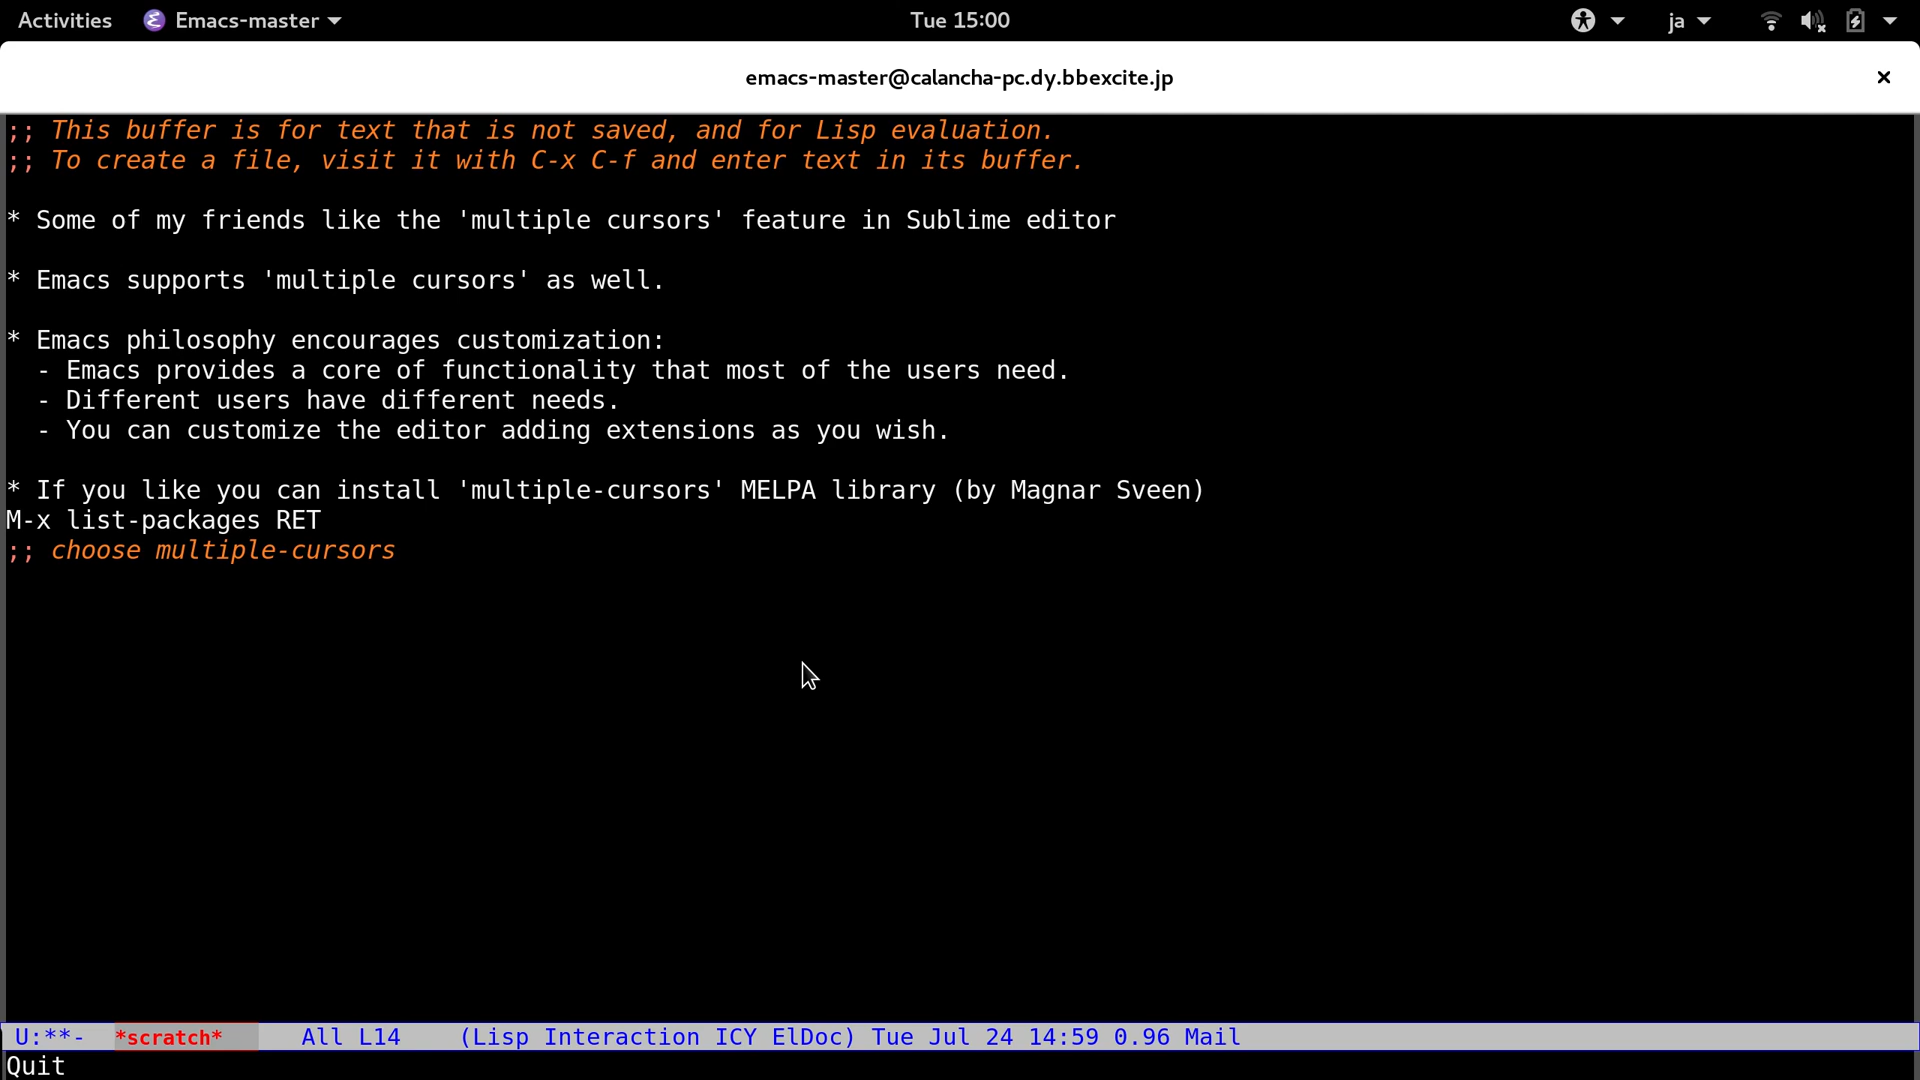 Activities Emacs-master Tue 15:00 ja
emacs-master@calancha-pc.dy.bbexcite.jp
;; This buffer is for text that is not saved, and for Lisp evaluation.
;; To create a file, visit it with C-x C-f and enter text in its buffer.
* Some of my friends like the 'multiple cursors' feature in Sublime editor
* Emacs supports 'multiple cursors' as well.
* Emacs philosophy encourages customization:
- Emacs provides a core of functionality that most of the users need.
- Different users have different needs.
- You can customize the editor adding extensions as you wish.
* If you like you can install 'multiple-cursors' MELPA library (by Magnar Sveen)
M-x list-packages RET
;; choose multiple-cursors
U:**- *scratch* All L14 (Lisp Interaction ICY ElDoc) Tue Jul 24 14:59 0.96 Mail
Quit